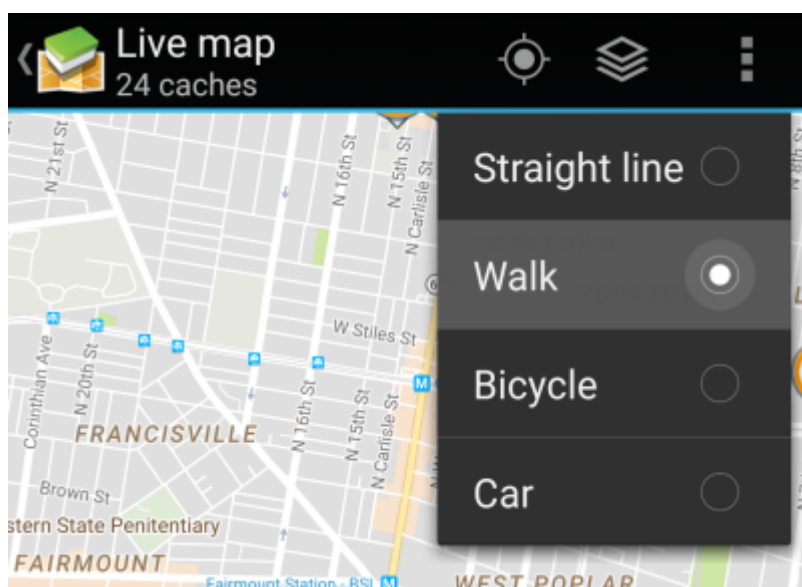 Live map
24 caches
Straight line
Walk
Bicycle
Car
N 21st St
N 16th St
N 15th St
N Carlisle St
N 8th St
W Stiles St
M
Corinthian Ave
N 20th St
N 16th St
N 15th St
N Carlisle St
FRANCISVILLE
Brown St
stern State Penitentiary
FAIRMOUNT
Fairmount Station - BSL
M
WEST POPLAR